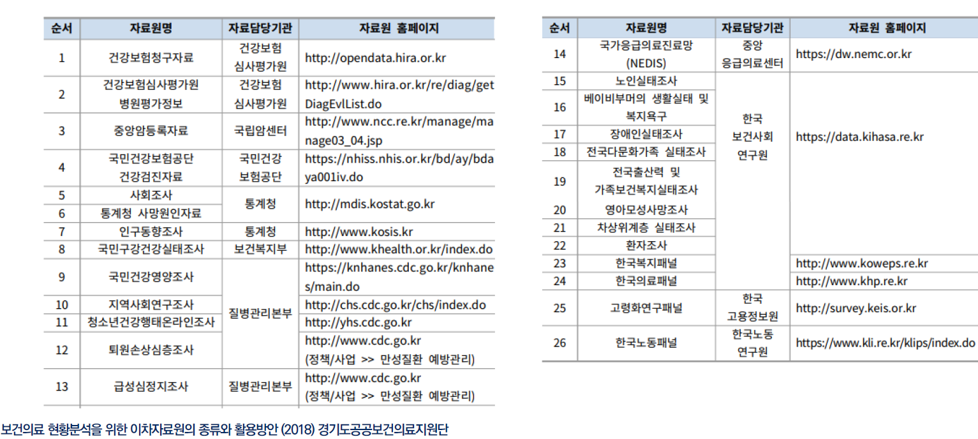 순서 자료원명 자료담당기관 자료원 홈페이지
1 건강보험청구자료 건강보험 심사평가원 http://opendata.hira.or.kr
2 건강보험심사평가원 병원평가정보 건강보험 심사평가원 http://www.hira.or.kr/re/diag/getDiagEvlList.do
3 중앙암등록자료 국립암센터 http://www.ncc.re.kr/manage/manage03_04.jsp
4 국민건강보험공단 건강검진자료 국민건강 보험공단 https://nhiss.nhis.or.kr/bd/ay/bdaya001iv.do
5 사회조사 통계청 http://mdis.kostat.go.kr
6 통계청 사망원인자료
7 인구동향조사 통계청 http://www.kosis.kr
8 국민구강건강실태조사 보건복지부 http://www.khealth.or.kr/index.do
9 국민건강영양조사 질병관리본부 https://knhanes.cdc.go.kr/knhanes/main.do
10 지역사회연구조사 http://chs.cdc.go.kr/chs/index.do
11 청소년건강행태온라인조사 http://yhs.cdc.go.kr
12 퇴원손상심층조사 http://www.cdc.go.kr
(정책/사업 >> 만성질환 예방관리)
13 급성심정지조사 질병관리본부 http://www.cdc.go.kr
(정책/사업 >> 만성질환 예방관리)
순서 자료원명 자료담당기관 자료원 홈페이지
14 국가응급의료진료망 (NEDIS) 중앙 응급의료센터 https://dw.nemc.or.kr
15 노인실태조사 한국 보건사회 연구원 https://data.kihasa.re.kr
16 베이비부머의 생활실태 및 복지욕구
17 장애인실태조사
18 전국다문화가족 실태조사
19 전국출산력 및 가족보건복지실태조사
20 영아모성사망조사
21 차상위계층 실태조사
22 환자조사
23 한국복지패널 http://www.koweps.re.kr
24 한국의료패널 http://www.khp.re.kr
25 고령화연구패널 한국 고용정보원 http://survey.keis.or.kr
26 한국노동패널 한국노동 연구원 https://www.kli.re.kr/klips/index.do
보건의료 현황분석을 위한 이차자료원의 종류와 활용방안 (2018) 경기도공공보건의료지원단